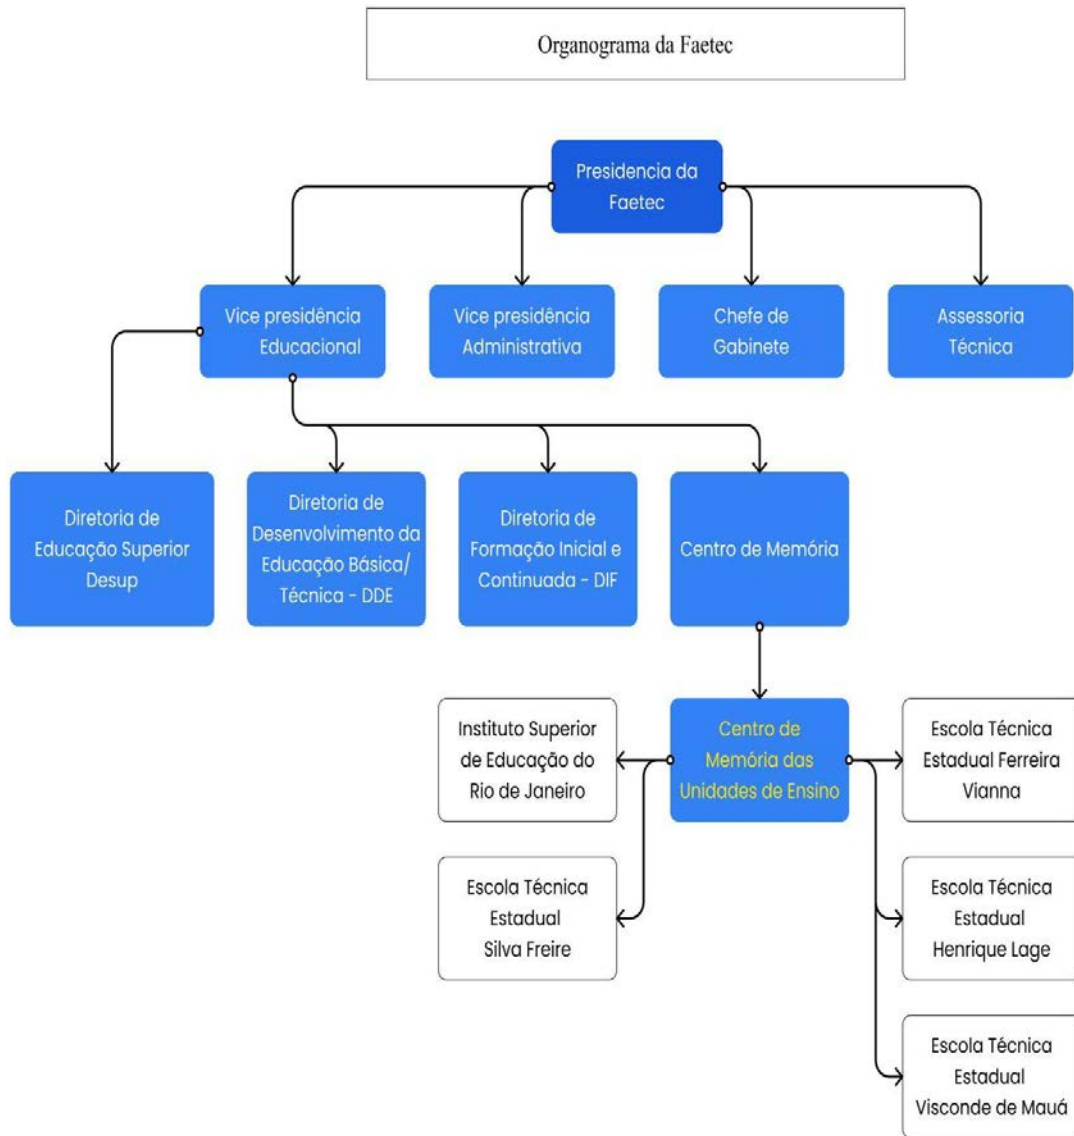 Organograma da Faetec
Presidencia da
Faetec
Vice presidência
Educacional
Vice presidência
Administrativa
Chefe de
Gabinete
Assessoria
Técnica
Diretoria de
Educação Superior
Desup
Diretoria de
Desenvolvimento da
Educação Básica/
Técnica - DDE
Diretoria de
Formação Inicial e
Continuada - DIF
Centro de Memória
Instituto Superior
de Educação do
Rio de Janeiro
Centro de
Memória das
Unidades de Ensino
Escola Técnica
Estadual Ferreira
Vianna
Escola Técnica
Estadual
Silva Freire
Escola Técnica
Estadual
Henrique Lage
Escola Técnica
Estadual
Visconde de Mauá